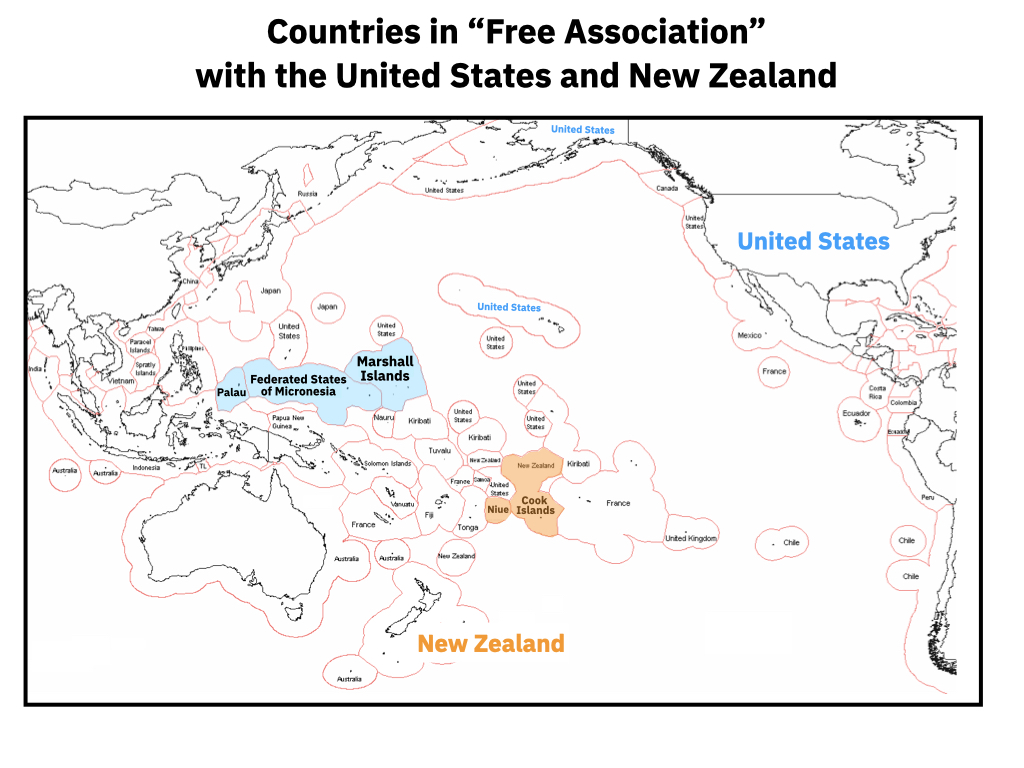 Countries in “Free Association”
with the United States and New Zealand
United States
Russia
United States
Canada
United
States
United States
China
Japan
Japan
United States
United
States
United
States
United
States
Taiwan
Paracel
Islands
Philippines
Mexico
India
Spratly
Islands
Vietnam
Marshall
Islands
France
Federated States
of Micronesia
Palau
United
States
Costa
Rica
Colombia
Ecuador
Ecuador
Papua New
Guinea
Nauru
Kiribati
United
States
United
States
Kiribati
Tuvalu
Australia
Australia
Indonesia
TL
Solomon Islands
New Zealand
New Zealand
Kiribati
France
Samoa
United
States
Peru
Vanuatu
Niue
Cook
Islands
France
Fiji
France
Tonga
United Kingdom
Chile
Chile
Australia
Australia
New Zealand
Chile
New Zealand
Australia